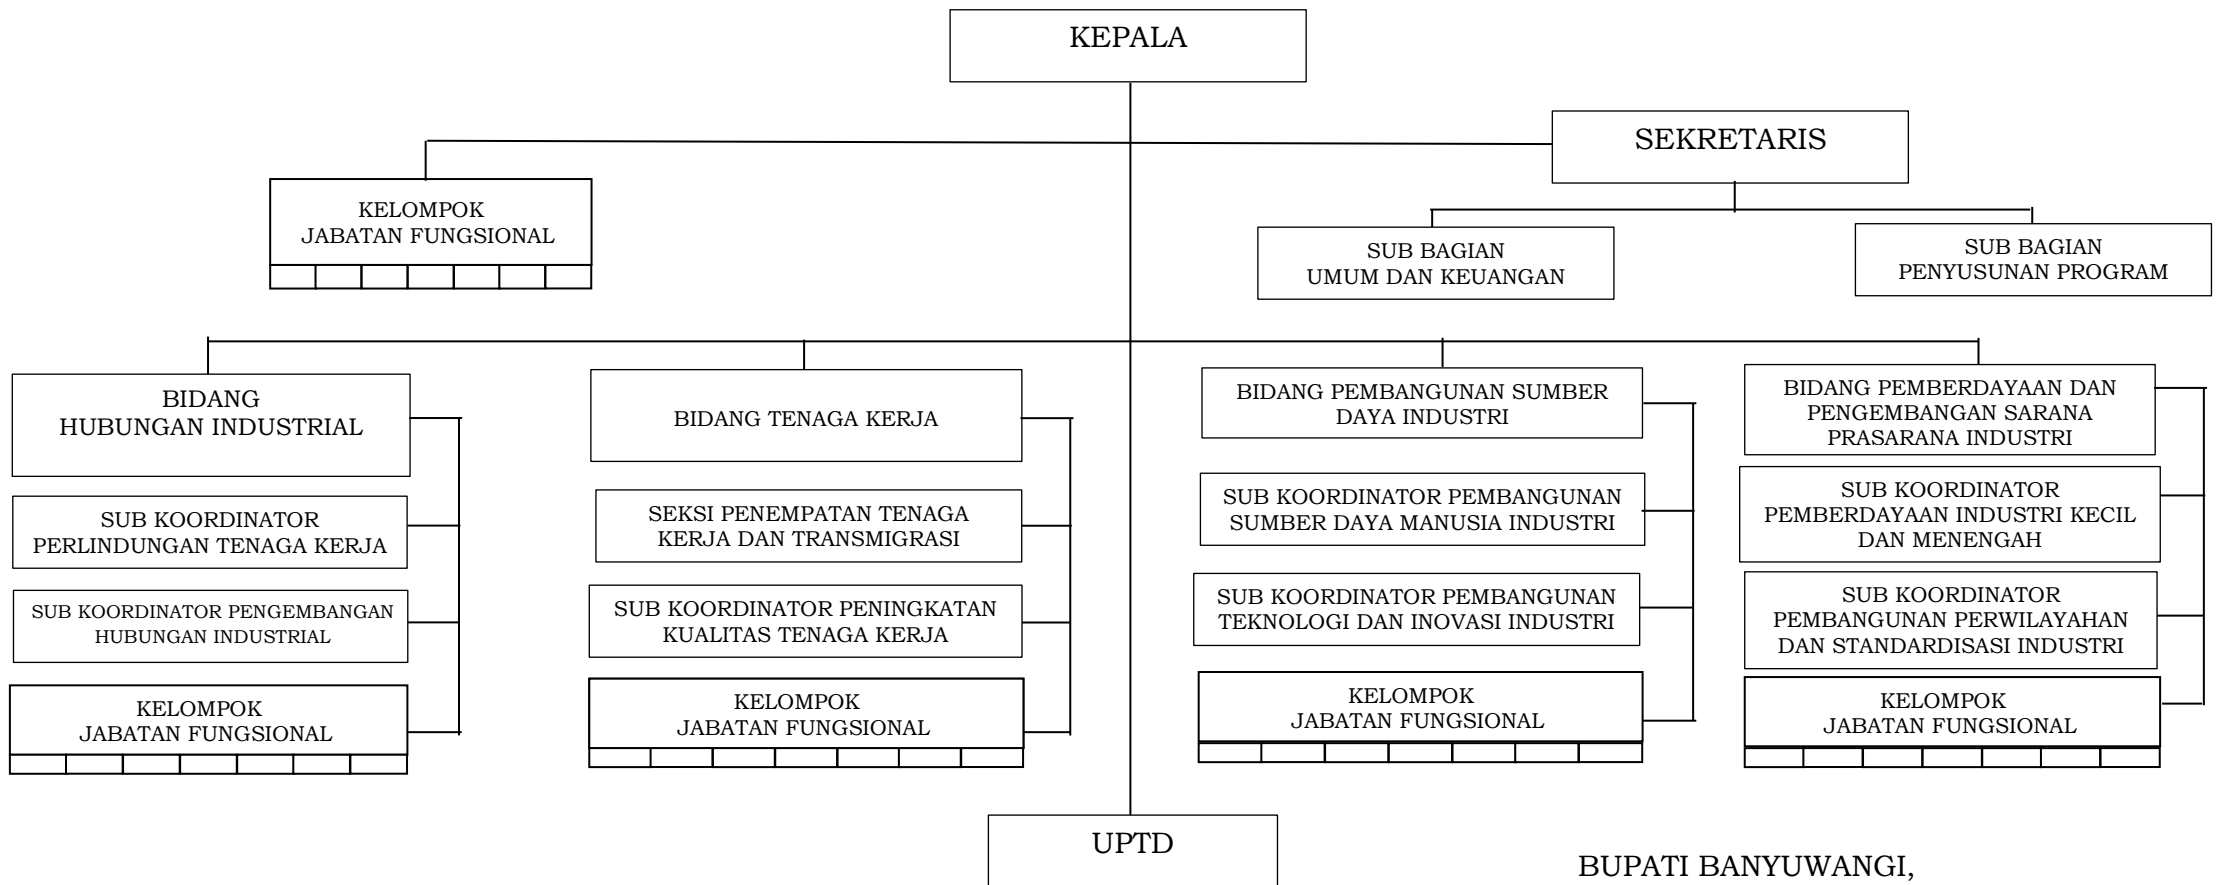 KEPALA
SEKRETARIS
KELOMPOK
JABATAN FUNGSIONAL
SUB BAGIAN
UMUM DAN KEUANGAN
SUB BAGIAN
PENYUSUNAN PROGRAM
BIDANG
HUBUNGAN INDUSTRIAL
SUB KOORDINATOR
PERLINDUNGAN TENAGA KERJA
SUB KOORDINATOR PENGEMBANGAN
HUBUNGAN INDUSTRIAL
KELOMPOK
JABATAN FUNGSIONAL
BIDANG TENAGA KERJA
SEKSI PENEMPATAN TENAGA
KERJA DAN TRANSMIGRASI
SUB KOORDINATOR PENINGKATAN
KUALITAS TENAGA KERJA
KELOMPOK
JABATAN FUNGSIONAL
BIDANG PEMBANGUNAN SUMBER
DAYA INDUSTRI
SUB KOORDINATOR PEMBANGUNAN
SUMBER DAYA MANUSIA INDUSTRI
SUB KOORDINATOR PEMBANGUNAN
TEKNOLOGI DAN INOVASI INDUSTRI
KELOMPOK
JABATAN FUNGSIONAL
BIDANG PEMBERDAYAAN DAN
PENGEMBANGAN SARANA
PRASARANA INDUSTRI
SUB KOORDINATOR
PEMBERDAYAAN INDUSTRI KECIL
DAN MENENGAH
SUB KOORDINATOR
PEMBANGUNAN PERWILAYAHAN
DAN STANDARDISASI INDUSTRI
KELOMPOK
JABATAN FUNGSIONAL
UPTD
BUPATI BANYUWANGI,